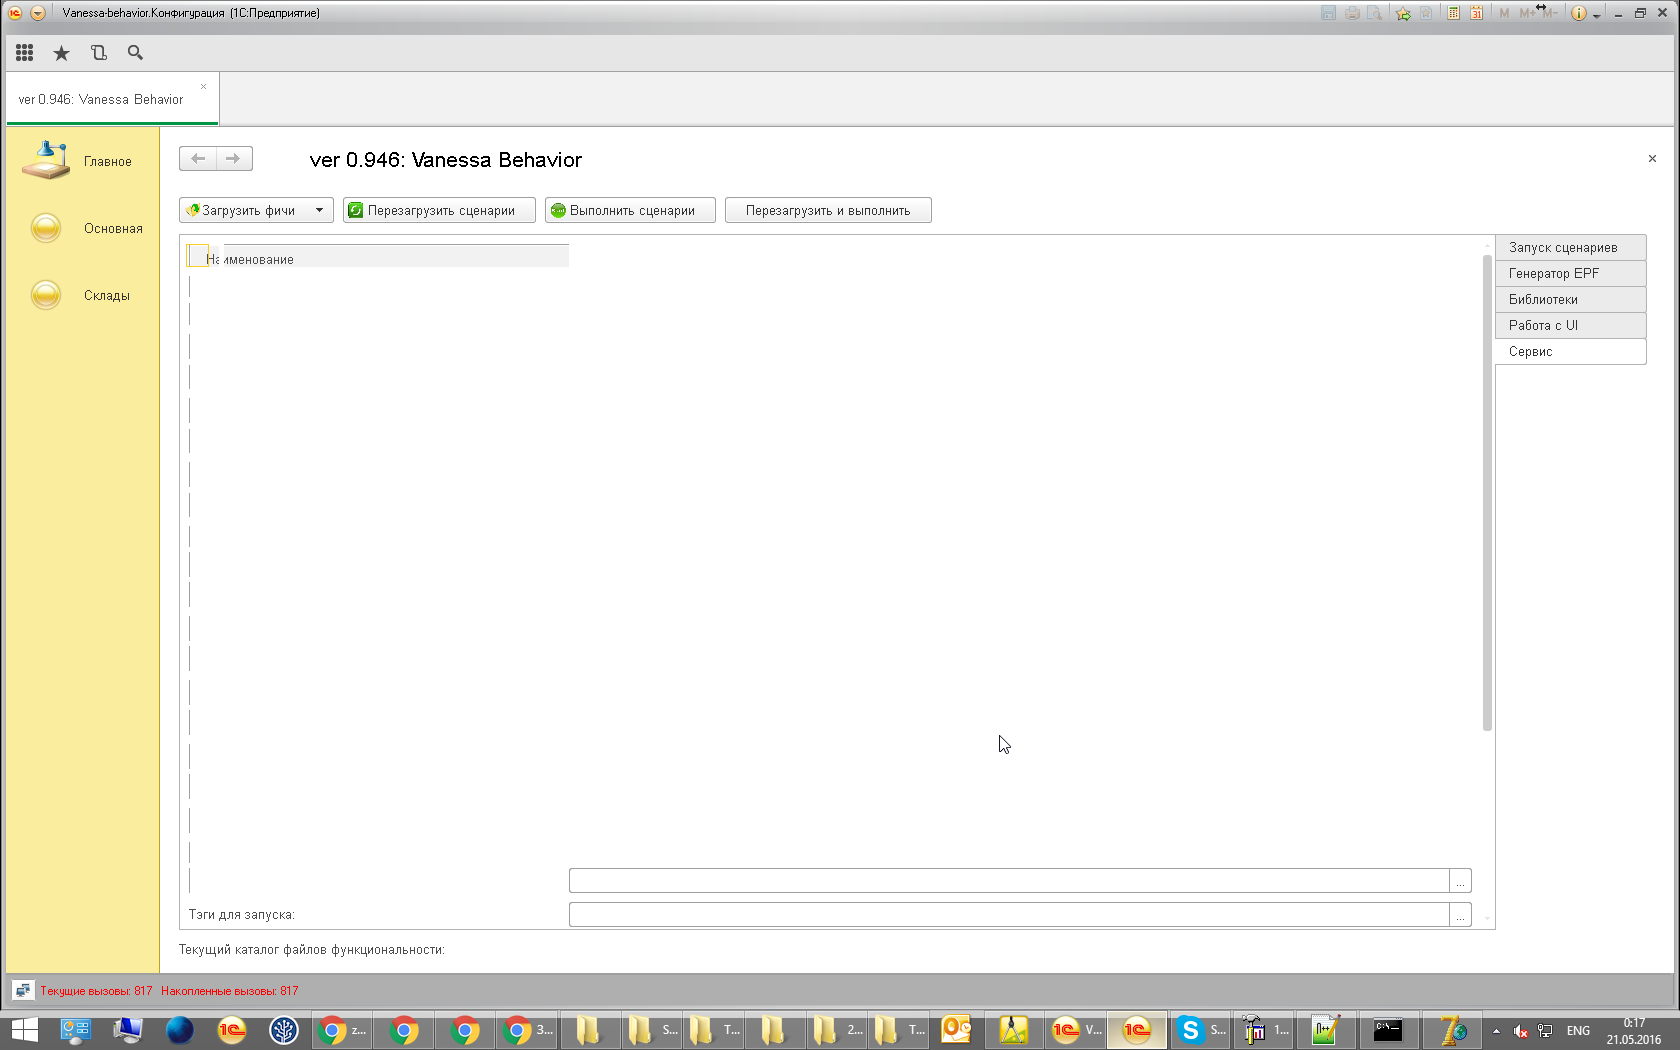 Vanessa-behavior.Конфигурация (1С:Предприятие)
M M+ M-
ver 0.946: Vanessa Behavior
Главное
Основная
Склады
ver 0.946: Vanessa Behavior
Загрузить фичи
Перезагрузить сценарии
Выполнить сценарии
Перезагрузить и выполнить
Наименование
Запуск сценариев
Генератор EPF
Библиотеки
Работа с UI
Сервис
...
Тэги для запуска:
...
Текущий каталог файлов функциональности:
Текущие вызовы: 817 Накопленные вызовы: 817
z... 3... S... T... 2... T... V... S... 1... ENG
0:17
21.05.2016